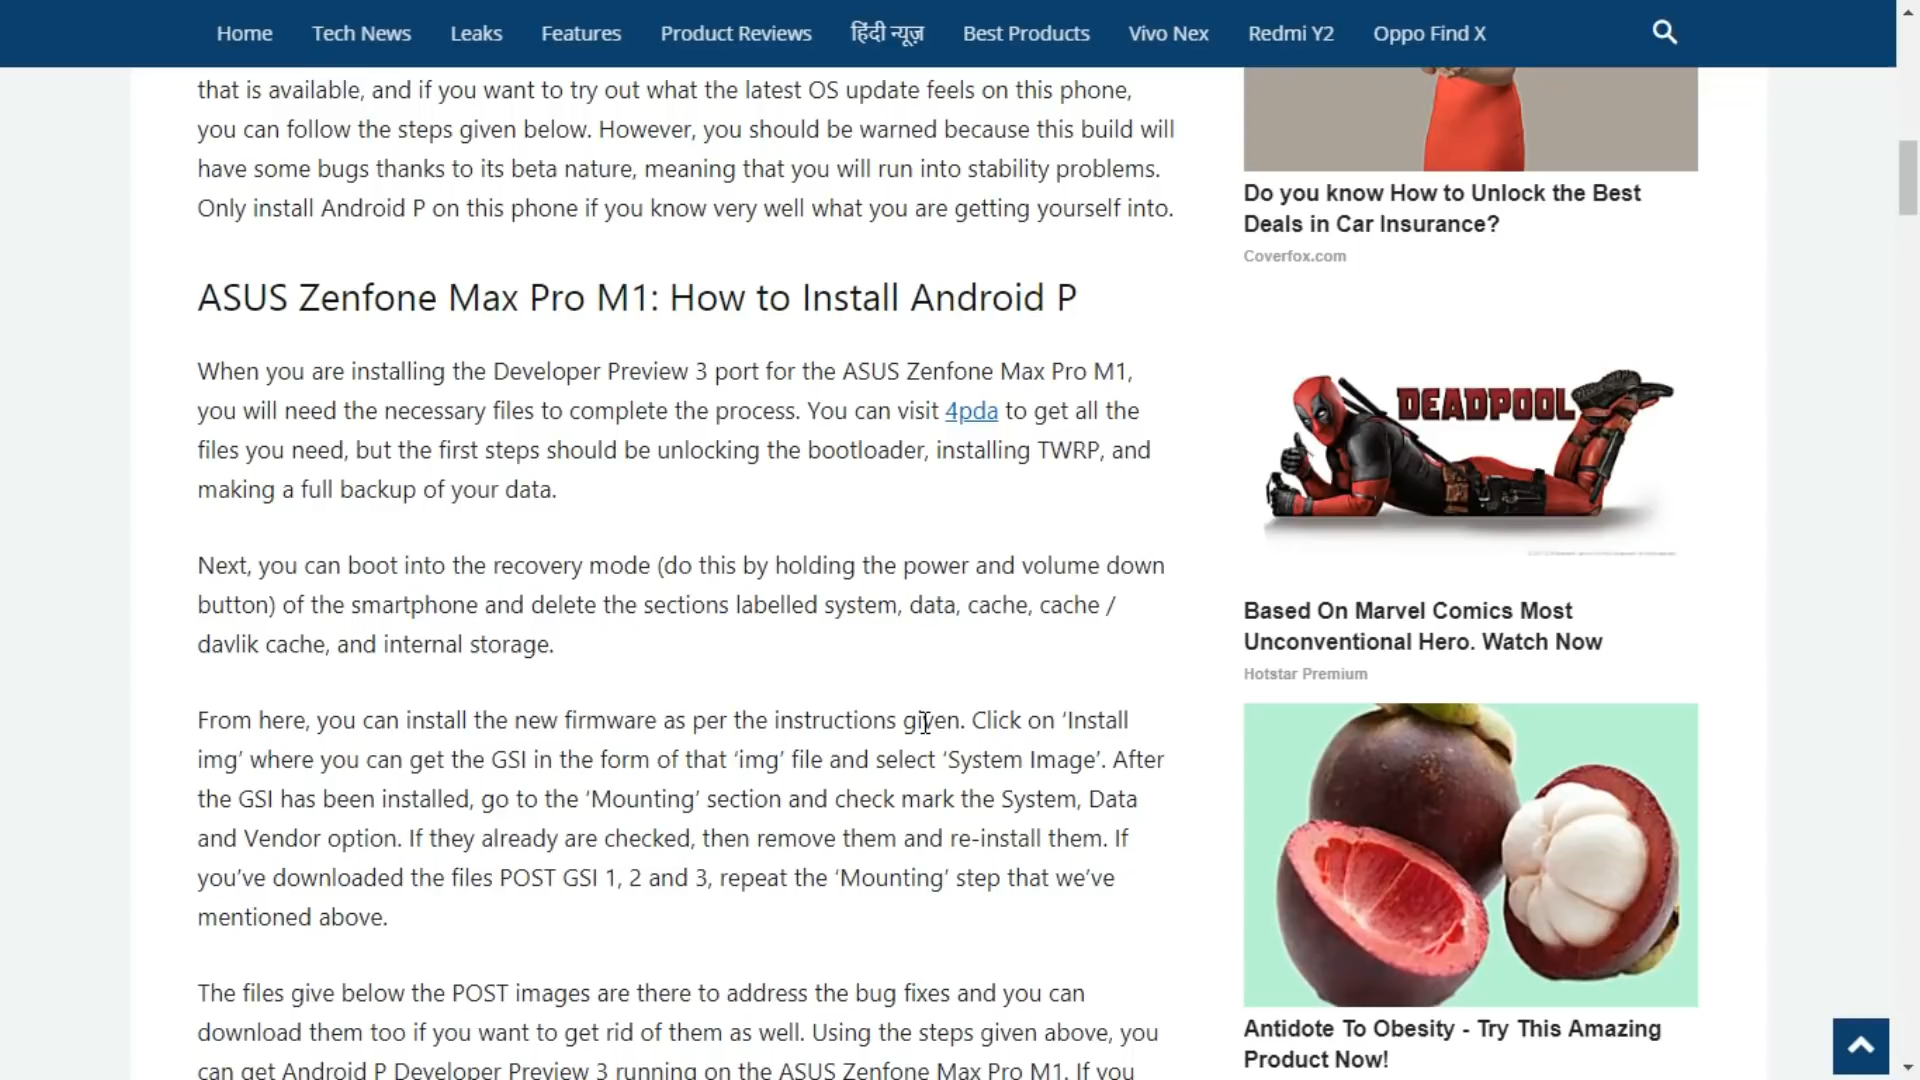 Home Tech News Leaks Features Product Reviews हिंदी न्यूज़ Best Products Vivo Nex Redmi Y2 Oppo Find X
that is available, and if you want to try out what the latest OS update feels on this phone,
you can follow the steps given below. However, you should be warned because this build will
have some bugs thanks to its beta nature, meaning that you will run into stability problems.
Only install Android P on this phone if you know very well what you are getting yourself into.
ASUS Zenfone Max Pro M1: How to Install Android P
When you are installing the Developer Preview 3 port for the ASUS Zenfone Max Pro M1,
you will need the necessary files to complete the process. You can visit 4pda to get all the
files you need, but the first steps should be unlocking the bootloader, installing TWRP, and
making a full backup of your data.
Next, you can boot into the recovery mode (do this by holding the power and volume down
button) of the smartphone and delete the sections labelled system, data, cache, cache /
davlik cache, and internal storage.
From here, you can install the new firmware as per the instructions given. Click on ‘Install
img’ where you can get the GSI in the form of that ‘img’ file and select ‘System Image’. After
the GSI has been installed, go to the ‘Mounting’ section and check mark the System, Data
and Vendor option. If they already are checked, then remove them and re-install them. If
you’ve downloaded the files POST GSI 1, 2 and 3, repeat the ‘Mounting’ step that we’ve
mentioned above.
The files give below the POST images are there to address the bug fixes and you can
download them too if you want to get rid of them as well. Using the steps given above, you
can get Android P Developer Preview 3 running on the ASUS Zenfone Max Pro M1. If you
Do you know How to Unlock the Best
Deals in Car Insurance?
Coverfox.com
DEADPOOL
Based On Marvel Comics Most
Unconventional Hero. Watch Now
Hotstar Premium
Antidote To Obesity - Try This Amazing
Product Now!